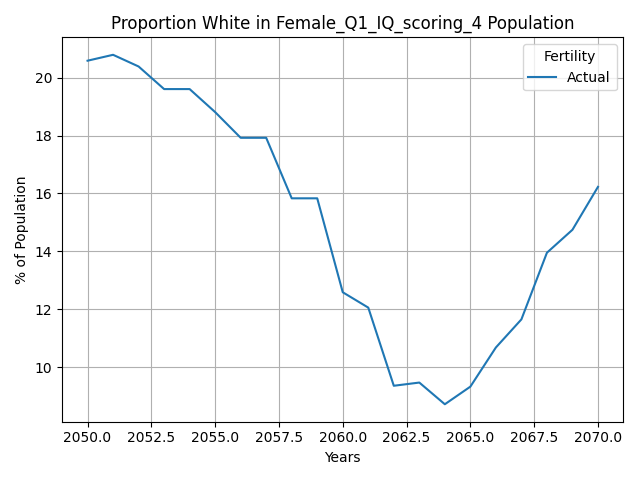 Proportion White in Female_Q1_IQ_scoring_4 Population
Fertility
Actual
% of Population
20
18
16
14
12
10
2050.0 2052.5 2055.0 2057.5 2060.0 2062.5 2065.0 2067.5 2070.0
Years